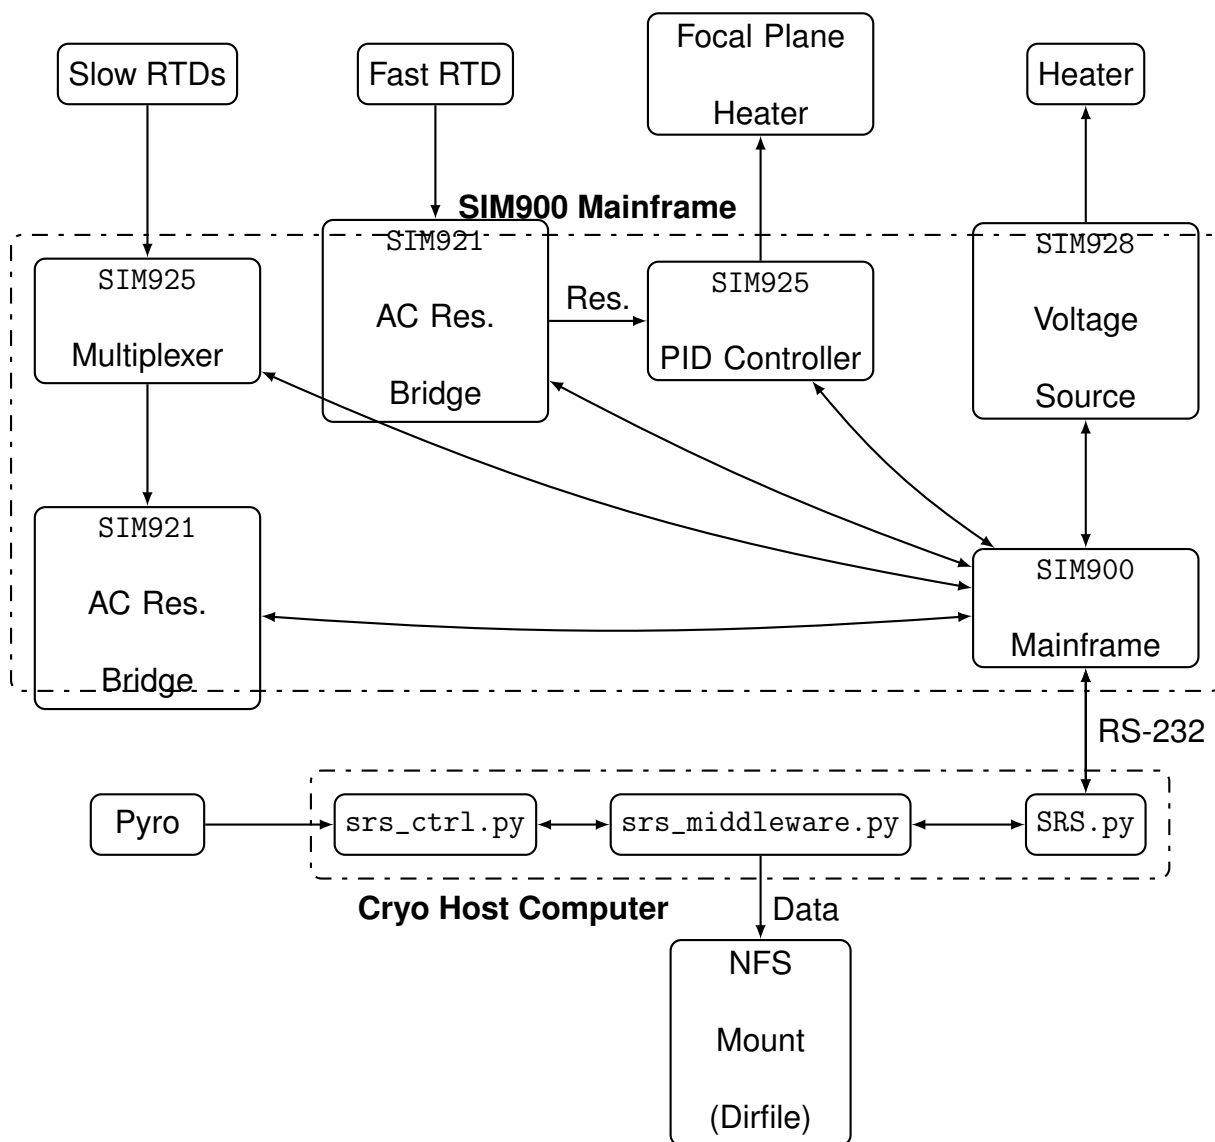 Slow RTDs
Fast RTD
Focal Plane
Heater
Heater
SIM900 Mainframe
SIM925
Multiplexer
SIM921
AC Res.
Bridge
Res.
SIM925
PID Controller
SIM928
Voltage
Source
SIM921
AC Res.
Bridge
SIM900
Mainframe
RS-232
Pyro
srs_ctrl.py
srs_middleware.py
SRS.py
Cryo Host Computer
Data
NFS
Mount
(Dirfile)